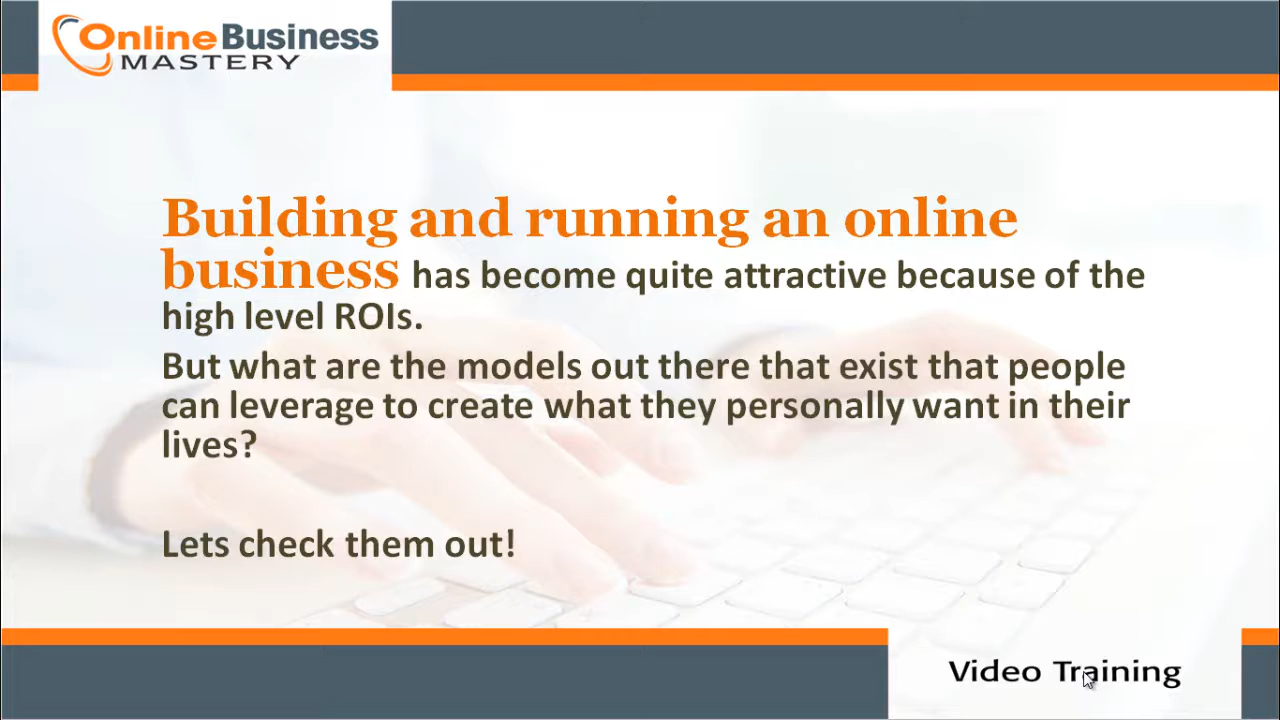 Online Business
MASTERY
Building and running an online
business has become quite attractive because of the
high level ROIs.
But what are the models out there that exist that people
can leverage to create what they personally want in their
lives?
Lets check them out!
Video Training